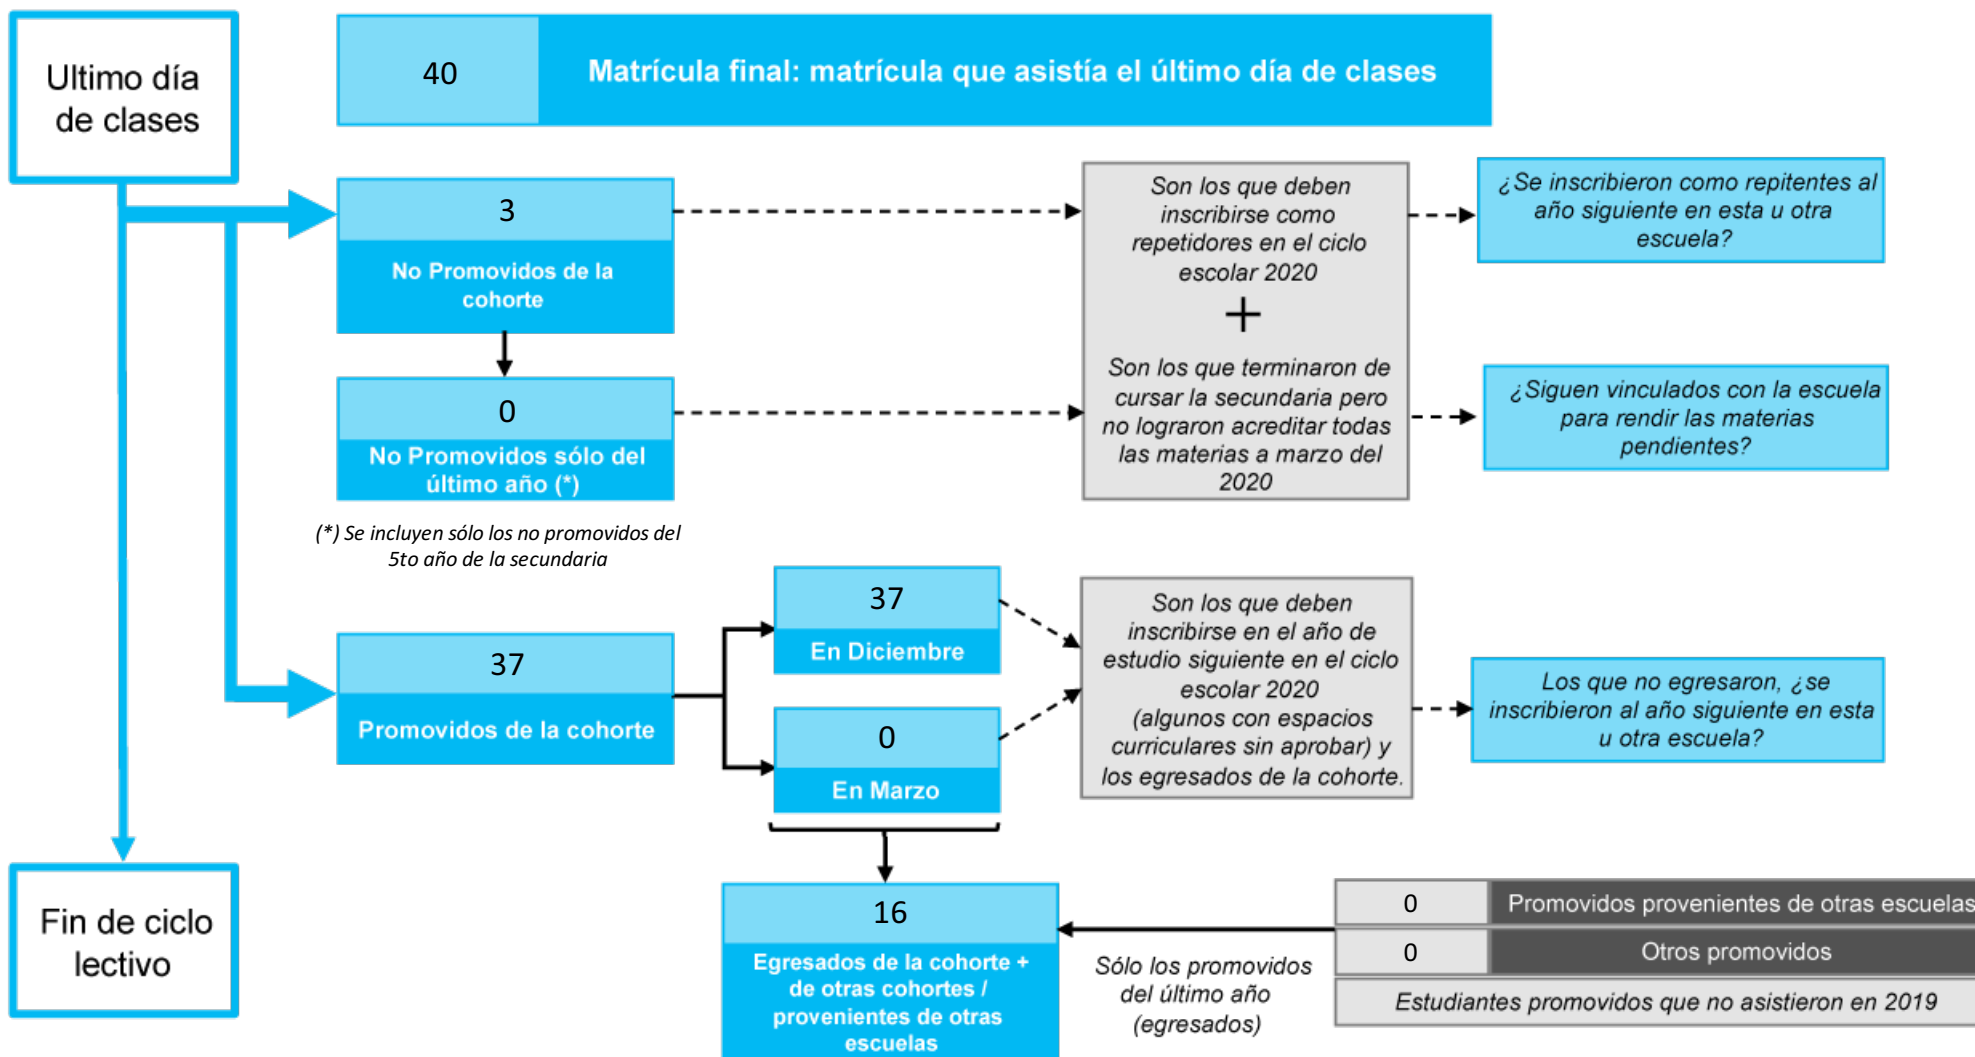 Ultimo día
de clases
40
Matrícula final: matrícula que asistía el último día de clases
3
No Promovidos de la
cohorte
Son los que deben
inscribirse como
repetidores en el ciclo
escolar 2020
+
Son los que terminaron de
cursar la secundaria pero
no lograron acreditar todas
las materias a marzo del
2020
¿Se inscribieron como repitentes al
año siguiente en esta u otra
escuela?
0
No Promovidos sólo del
último año (*)
¿Siguen vinculados con la escuela
para rendir las materias
pendientes?
(*) Se incluyen sólo los no promovidos del
5to año de la secundaria
37
Promovidos de la cohorte
37
En Diciembre
0
En Marzo
Son los que deben
inscribirse en el año de
estudio siguiente en el ciclo
escolar 2020
(algunos con espacios
curriculares sin aprobar) y
los egresados de la cohorte.
Los que no egresaron, ¿se
inscribieron al año siguiente en esta
u otra escuela?
Fin de ciclo
lectivo
16
Egresados de la cohorte +
de otras cohortes /
provenientes de otras
escuelas
Sólo los promovidos
del último año
(egresados)
0
Promovidos provenientes de otras escuelas
0
Otros promovidos
Estudiantes promovidos que no asistieron en 2019